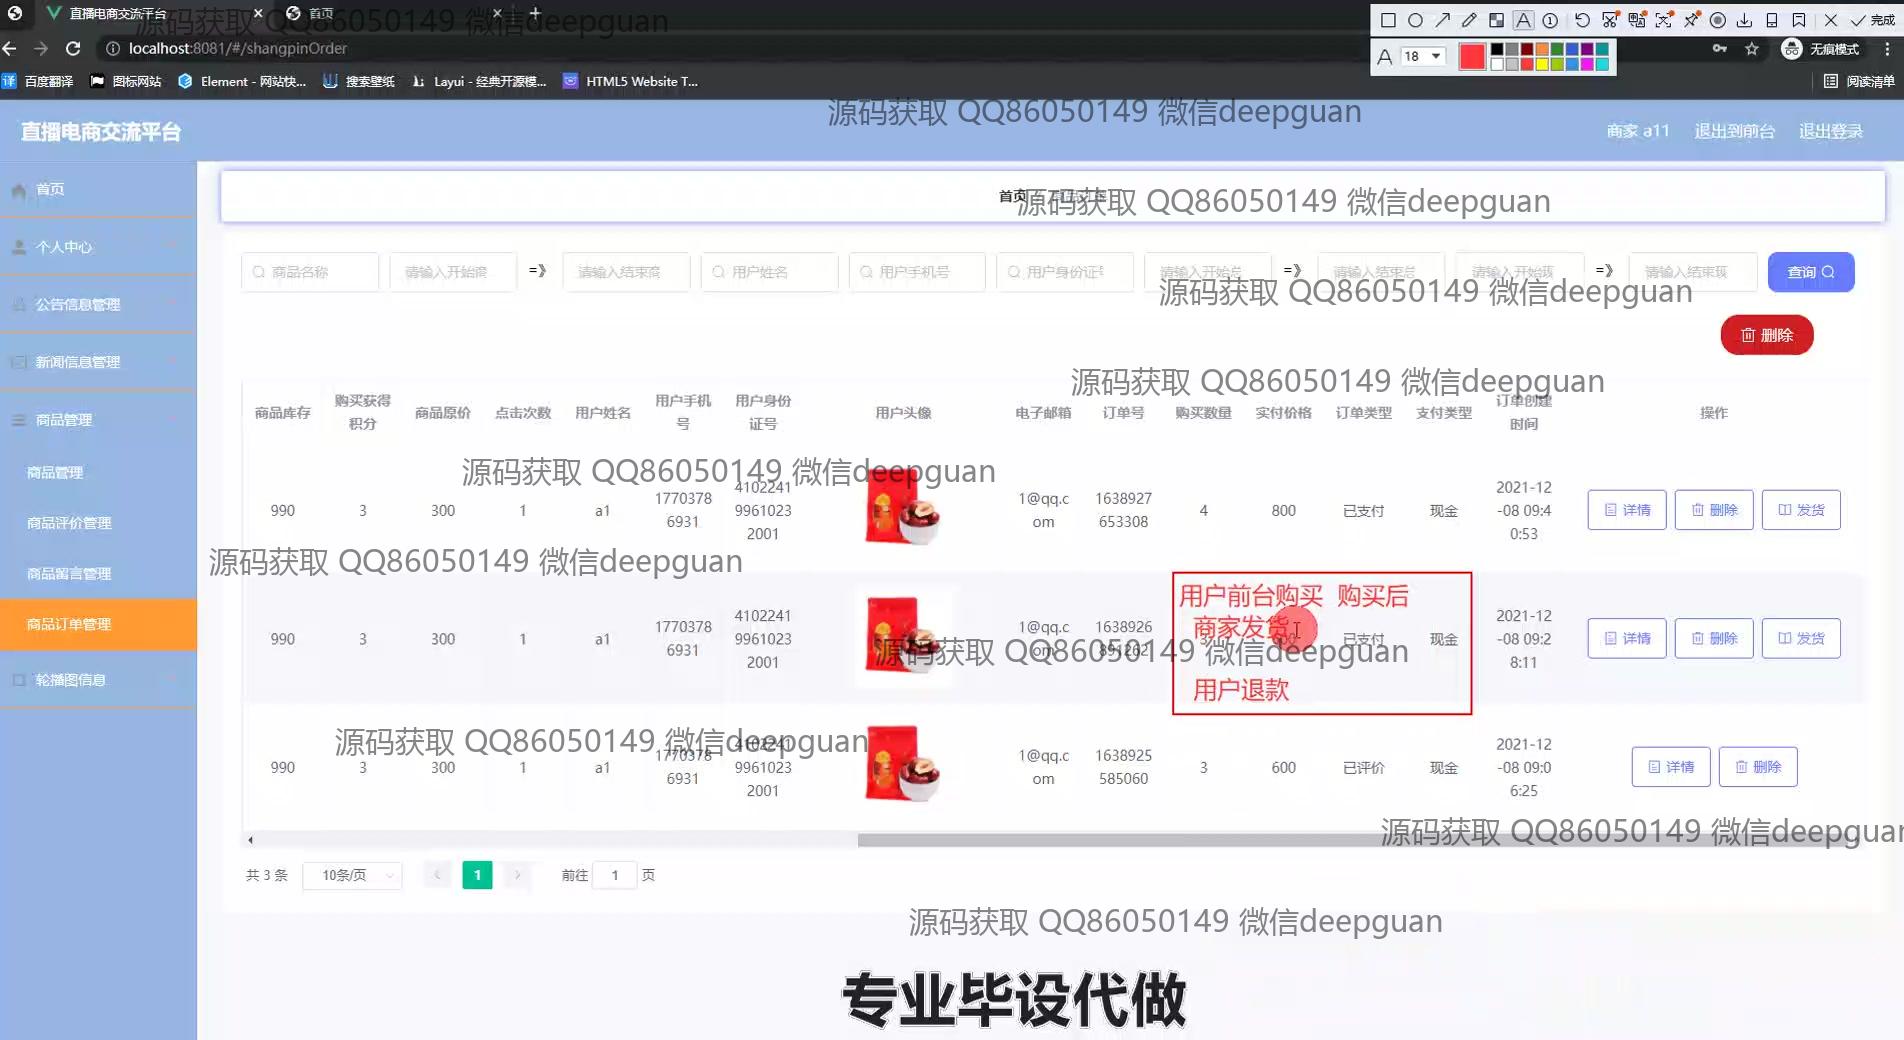 直播电商交流平台
首页
源码获取 QQ86050149 微信deepguan
完成
localhost:8081/#/shangpinOrder
A 18
无痕模式
百度翻译 图标网站 Element - 网站快... 搜索壁纸 Layui - 经典开源模... HTML5 Website T...
阅读清单
源码获取 QQ86050149 微信deepguan
直播电商交流平台
商家 a11 退出到前台 退出登录
首页
个人中心
公告信息管理
新闻信息管理
商品管理
商品管理
商品评价管理
商品留言管理
商品订单管理
轮播图信息
首页
源码获取 QQ86050149 微信deepguan
商品名称 请输入开始商 =》 请输入结束商 用户姓名 用户手机号 用户身份证号 请输入开始总 =》 请输入结束总 请输入开始现 =》 请输入结束现 查询
源码获取 QQ86050149 微信deepguan
删除
源码获取 QQ86050149 微信deepguan
商品库存 购买获得积分 商品原价 点击次数 用户姓名 用户手机号 用户身份证号 用户头像 电子邮箱 订单号 购买数量 实付价格 订单类型 支付类型 订单创建时间 操作
源码获取 QQ86050149 微信deepguan
990 3 300 1 a1 17703786931 410224199610232001 1@qq.com 1638927653308 4 800 已支付 现金 2021-12-08 09:40:53 详情 删除 发货
源码获取 QQ86050149 微信deepguan
990 3 300 1 a1 17703786931 410224199610232001 1@qq.com 1638926891262 已支付 现金 2021-12-08 09:28:11 详情 删除 发货
用户前台购买 购买后
商家发货
用户退款
源码获取 QQ86050149 微信deepguan
源码获取 QQ86050149 微信deepguan
990 3 300 1 a1 17703786931 410224199610232001 1@qq.com 1638925585060 3 600 已评价 现金 2021-12-08 09:06:25 详情 删除
源码获取 QQ86050149 微信deepguan
共 3 条 10条/页 1 前往 1 页
源码获取 QQ86050149 微信deepguan
专业毕设代做